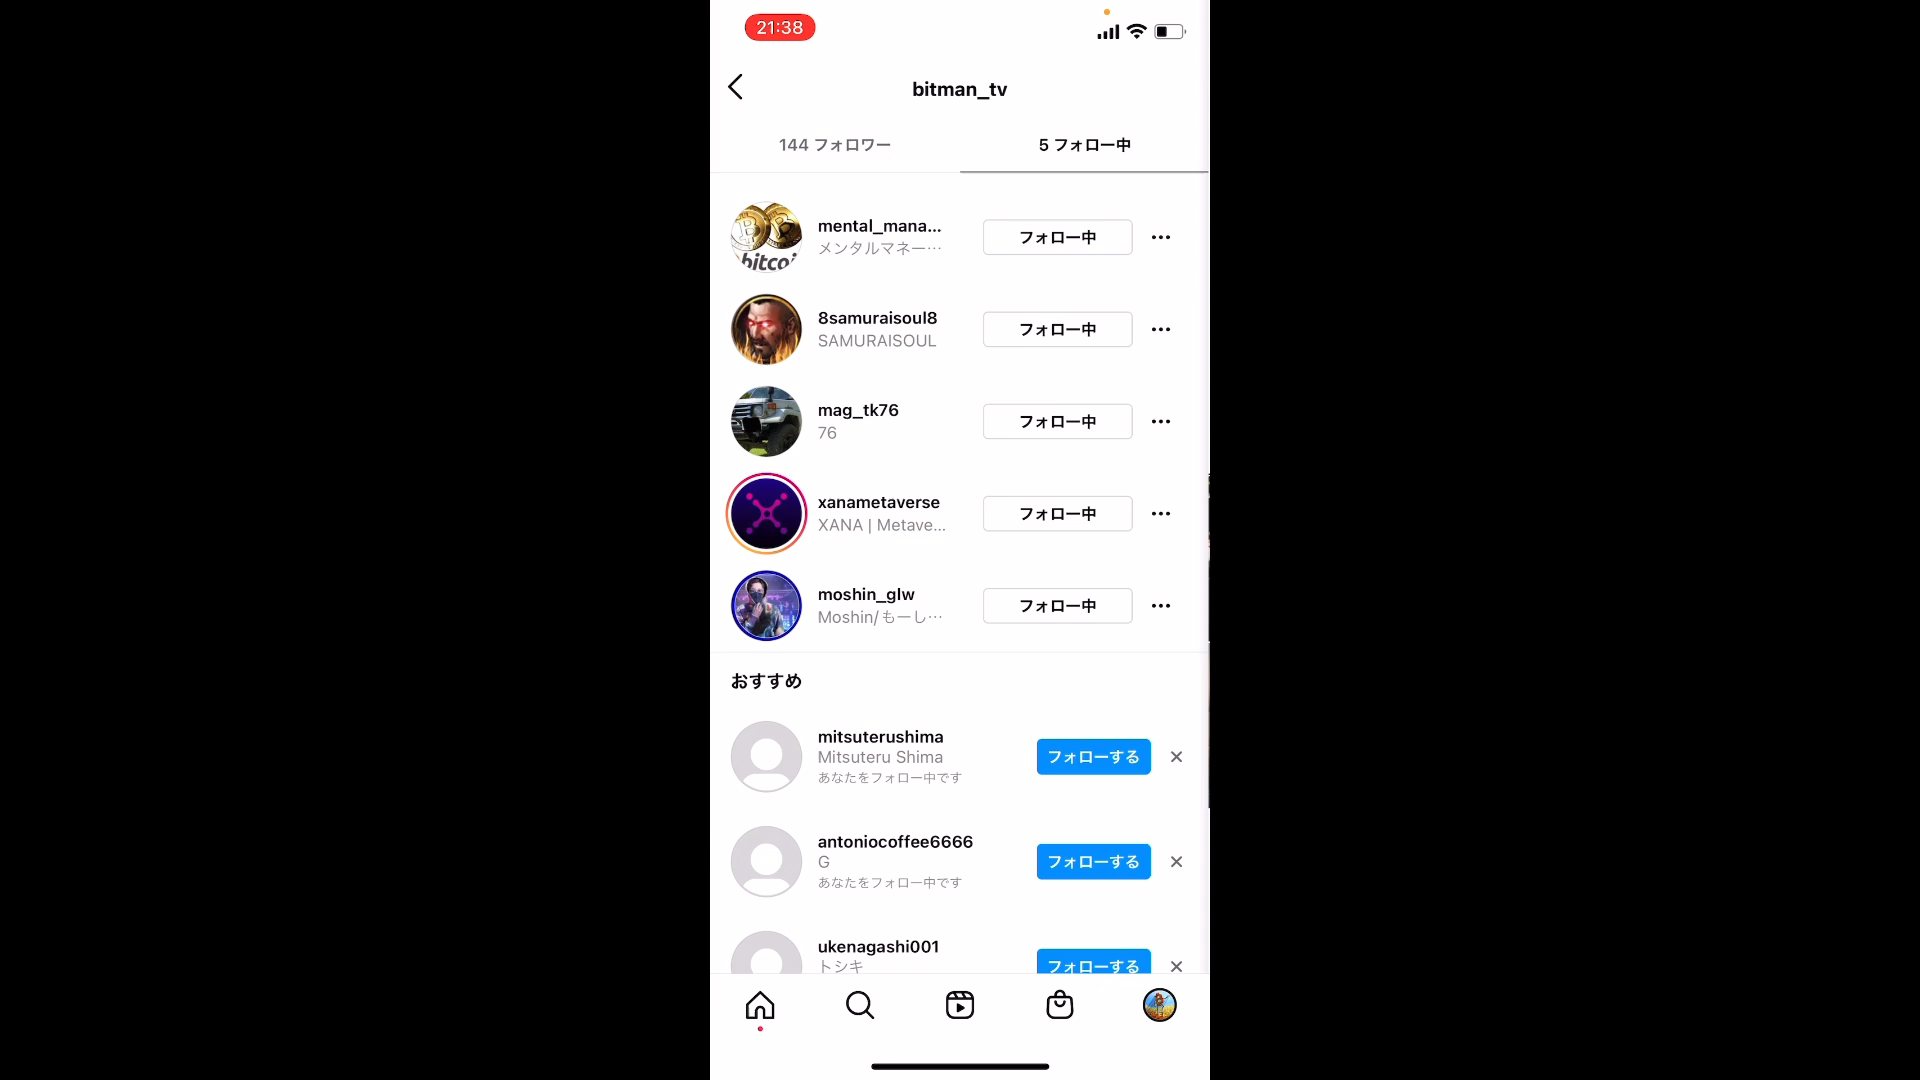 21:38
bitman_tv
144 フォロワー
5 フォロー中
mental_mana...
メンタルマネー…
フォロー中
bitcoi
8samuraisoul8
SAMURAISOUL
フォロー中
mag_tk76
76
フォロー中
xanametaverse
XANA | Metave...
フォロー中
moshin_glw
Moshin/もーし…
フォロー中
おすすめ
mitsuterushima
Mitsuteru Shima
あなたをフォロー中です
フォローする
antoniocoffee6666
G
あなたをフォロー中です
フォローする
ukenagashi001
トシキ
フォローする